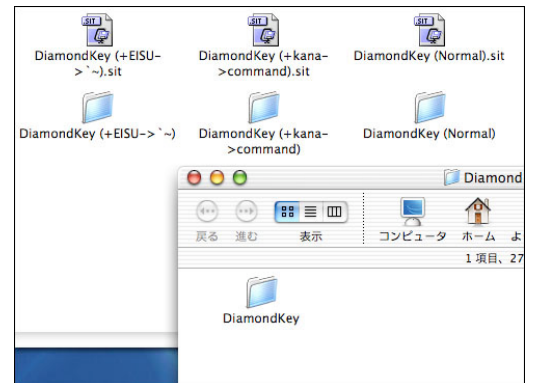 SIT
SIT
SIT
DiamondKey (+EISU-
>`~).sit
DiamondKey (+kana-
>command).sit
DiamondKey (Normal).sit
DiamondKey (+EISU->`~)
DiamondKey (+kana-
>command)
DiamondKey (Normal)
Diamond
戻る
進む
表示
コンピュータ
ホーム
よ
1 項目、27
DiamondKey